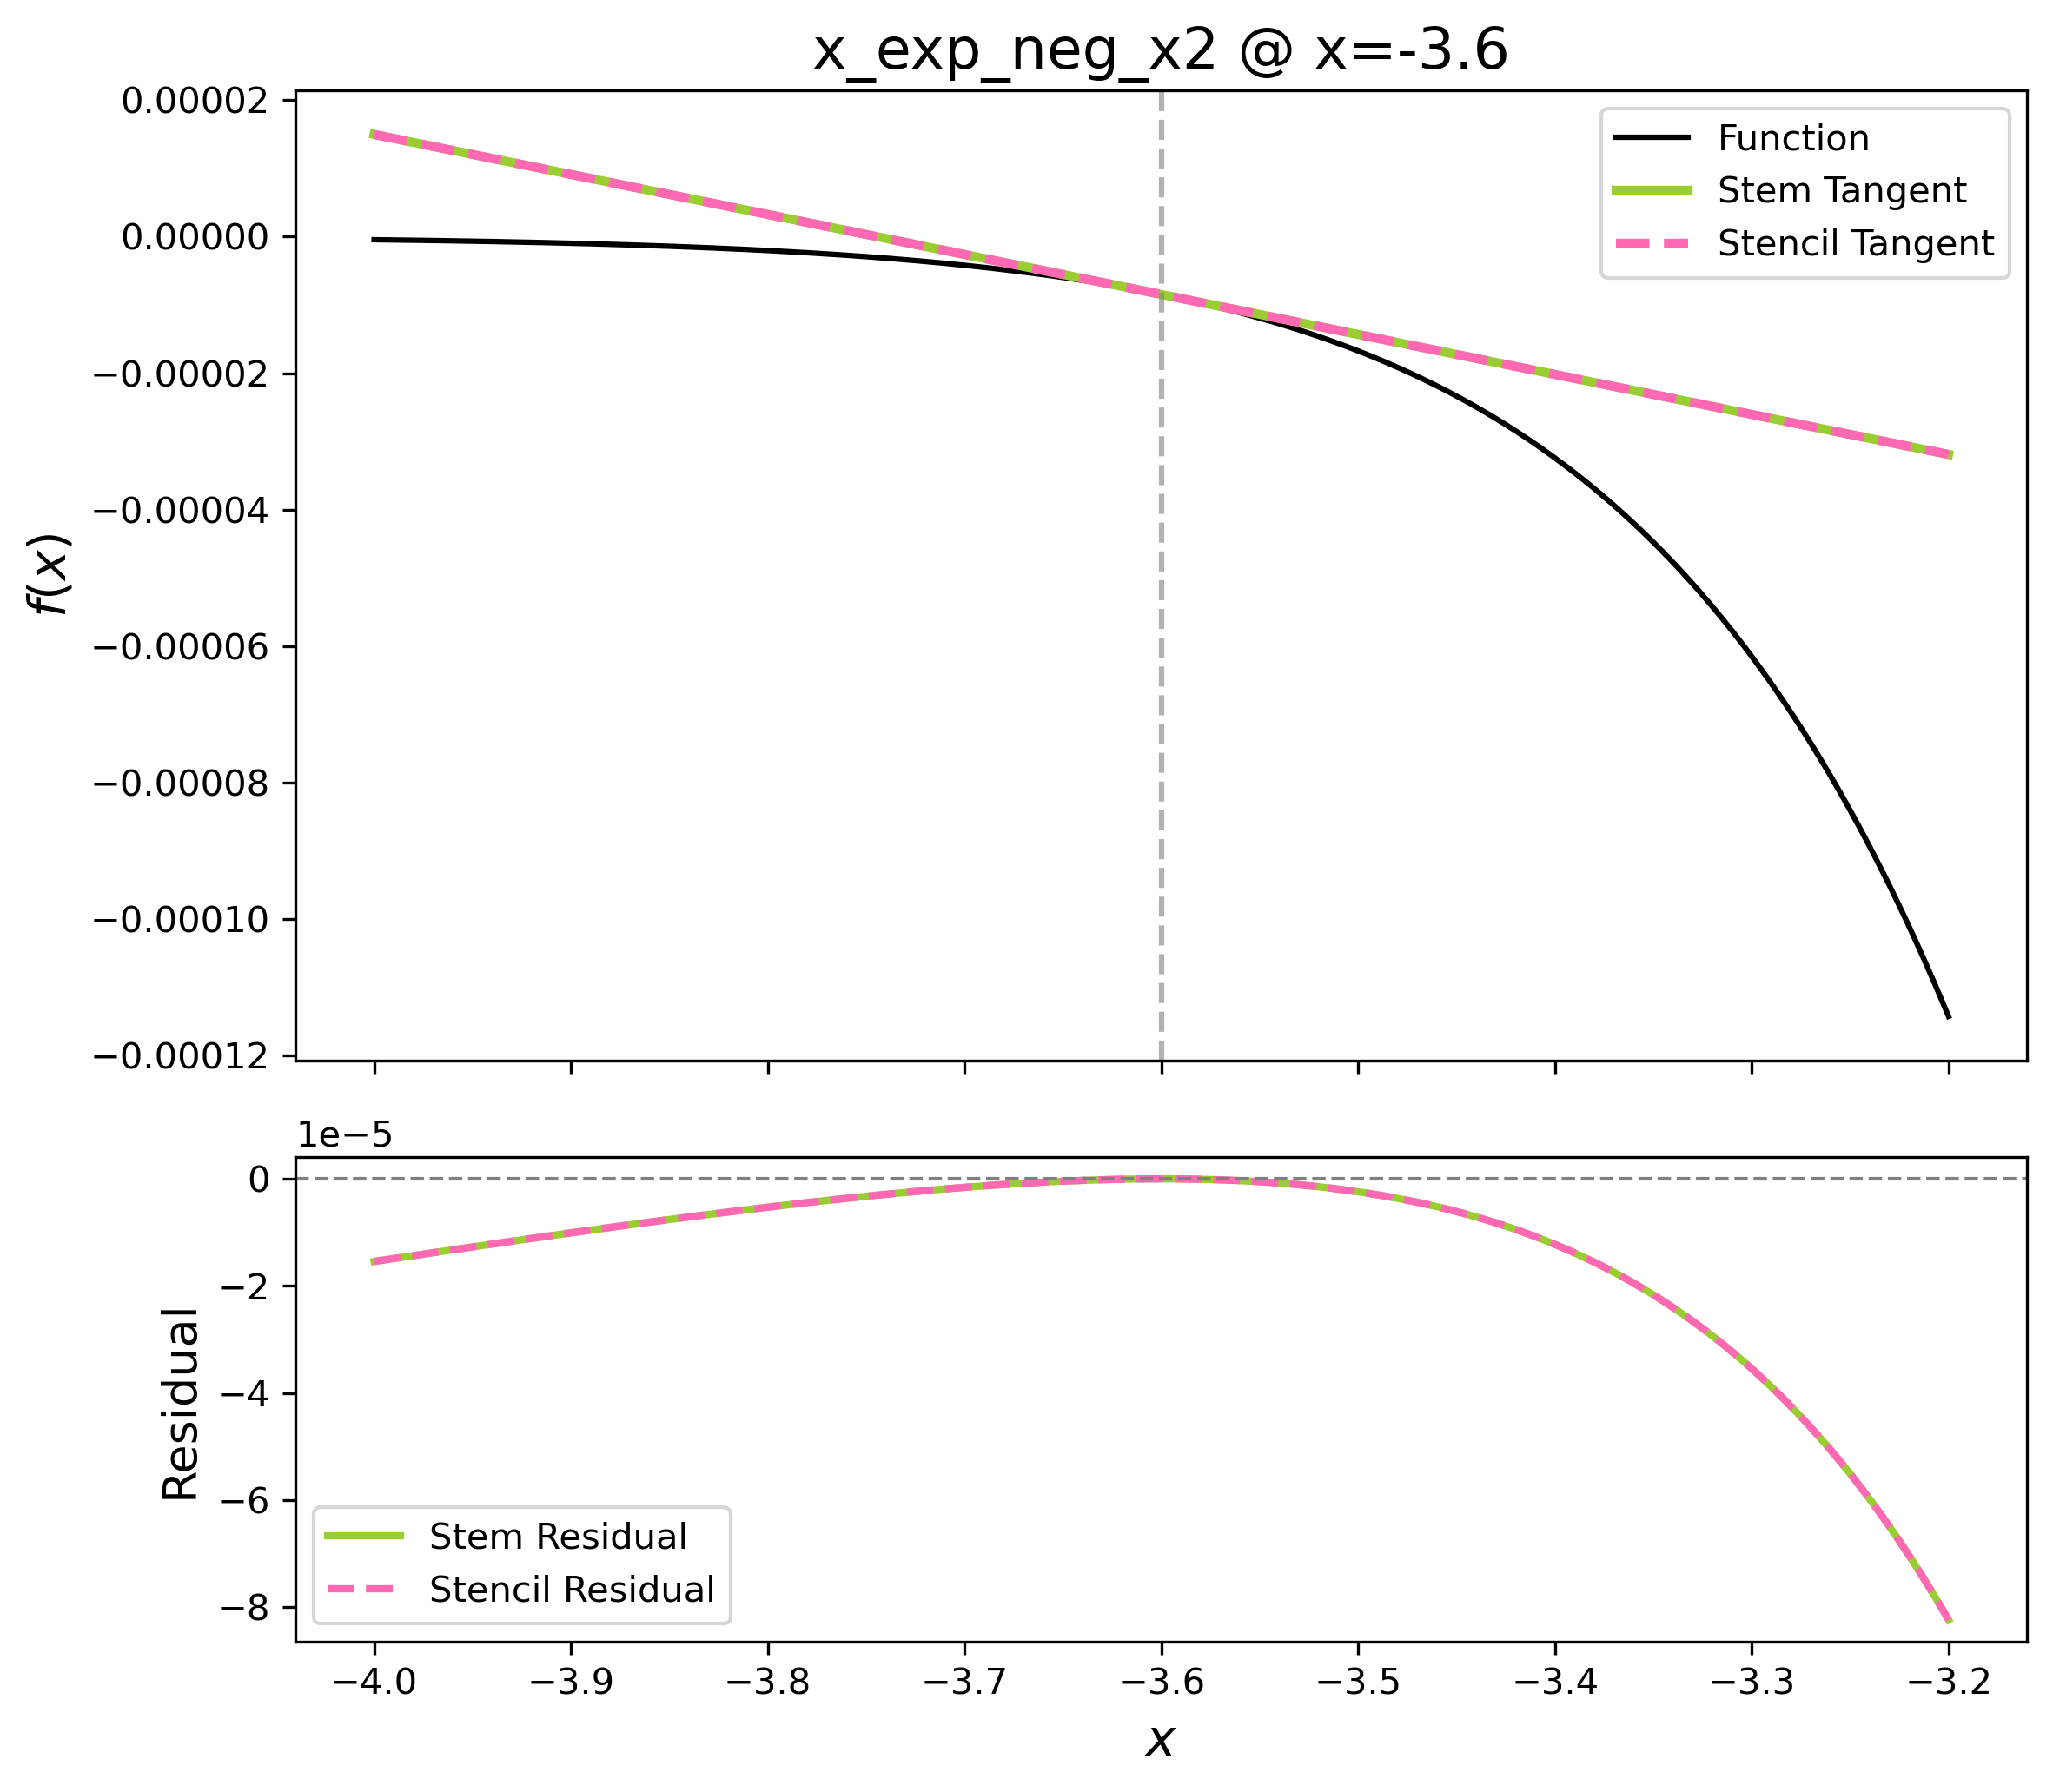 x_exp_neg_x2 @ x=-3.6
0.00002
0.00000
−0.00002
−0.00004
−0.00006
−0.00008
−0.00010
−0.00012
f(x)
Function
Stem Tangent
Stencil Tangent
1e−5
0
−2
−4
−6
−8
Residual
Stem Residual
Stencil Residual
−4.0 −3.9 −3.8 −3.7 −3.6 −3.5 −3.4 −3.3 −3.2
x